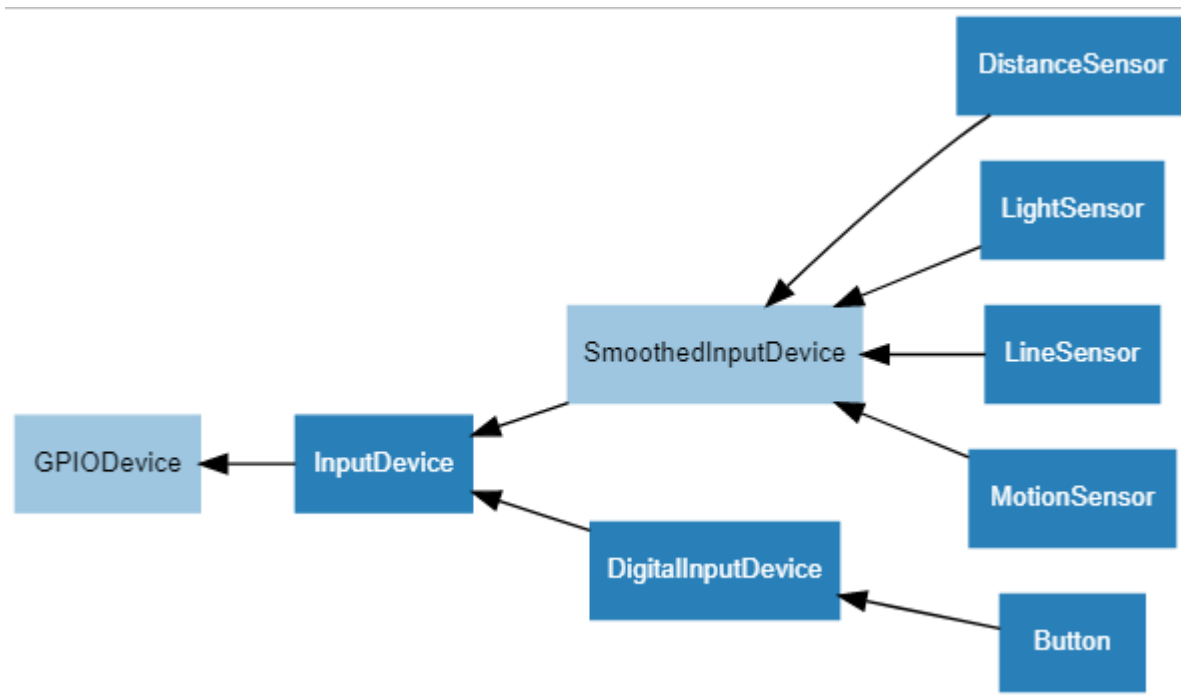 DistanceSensor
LightSensor
SmoothedInputDevice
LineSensor
GPIODevice
InputDevice
MotionSensor
DigitalInputDevice
Button